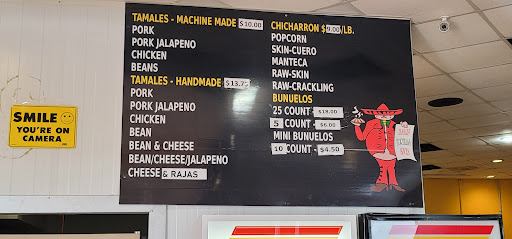 TAMALES - MACHINE MADE $10.00
PORK
PORK JALAPENO
CHICKEN
BEANS
TAMALES - HANDMADE $13.75
PORK
PORK JALAPENO
CHICKEN
BEAN
BEAN & CHEESE
BEAN/CHEESE/JALAPENO
CHEESE & RAJAS
CHICHARRON $9.00/LB.
POPCORN
SKIN-CUERO
MANTECA
RAW-SKIN
RAW-CRACKLING
BUNUELOS
25 COUNT - $18.00
5 COUNT - $6.00
MINI BUNUELOS
10 COUNT - $4.50
SMILE
YOU'RE ON
CAMERA